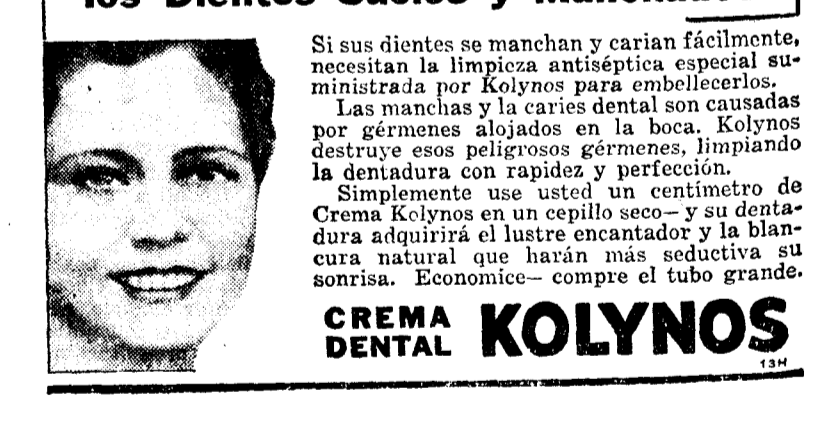 los Dientes Sucios y Manchados
Si sus dientes se manchan y carian fácilmente,
necesitan la limpieza antiséptica especial su-
ministrada por Kolynos para embellecerlos.
Las manchas y la caries dental son causadas
por gérmenes alojados en la boca. Kolynos
destruye esos peligrosos gérmenes, limpiando
la dentadura con rapidez y perfección.
Simplemente use usted un centímetro de
Crema Kolynos en un cepillo seco— y su denta-
dura adquirirá el lustre encantador y la blan-
cura natural que harán más seductiva su
sonrisa. Economice— compre el tubo grande.
CREMA
DENTAL KOLYNOS
13H